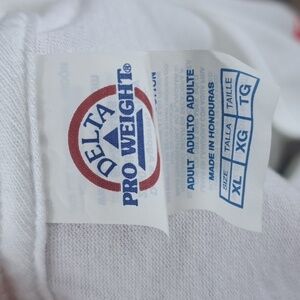 DELTA
PRO WEIGHT®
ADULT ADULTO ADULTE
MADE IN HONDURAS
SIZE TALLA TAILLE
XL XG TG